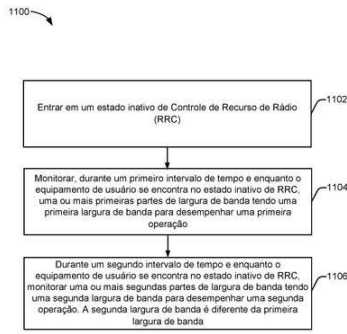 1100
Entrar em um estado inativo de Controle de Recurso de Rádio
(RRC)
1102
Monitorar, durante um primeiro intervalo de tempo e enquanto o
equipamento de usuário se encontra no estado inativo de RRC,
uma ou mais primeiras partes de largura de banda tendo uma
primeira largura de banda para desempenhar uma primeira
operação
1104
Durante um segundo intervalo de tempo e enquanto o
equipamento de usuário se encontra no estado inativo de RRC,
monitorar uma ou mais segundas partes de largura de banda tendo
uma segunda largura de banda para desempenhar uma segunda
operação. A segunda largura de banda é diferente da primeira
largura de banda
1106